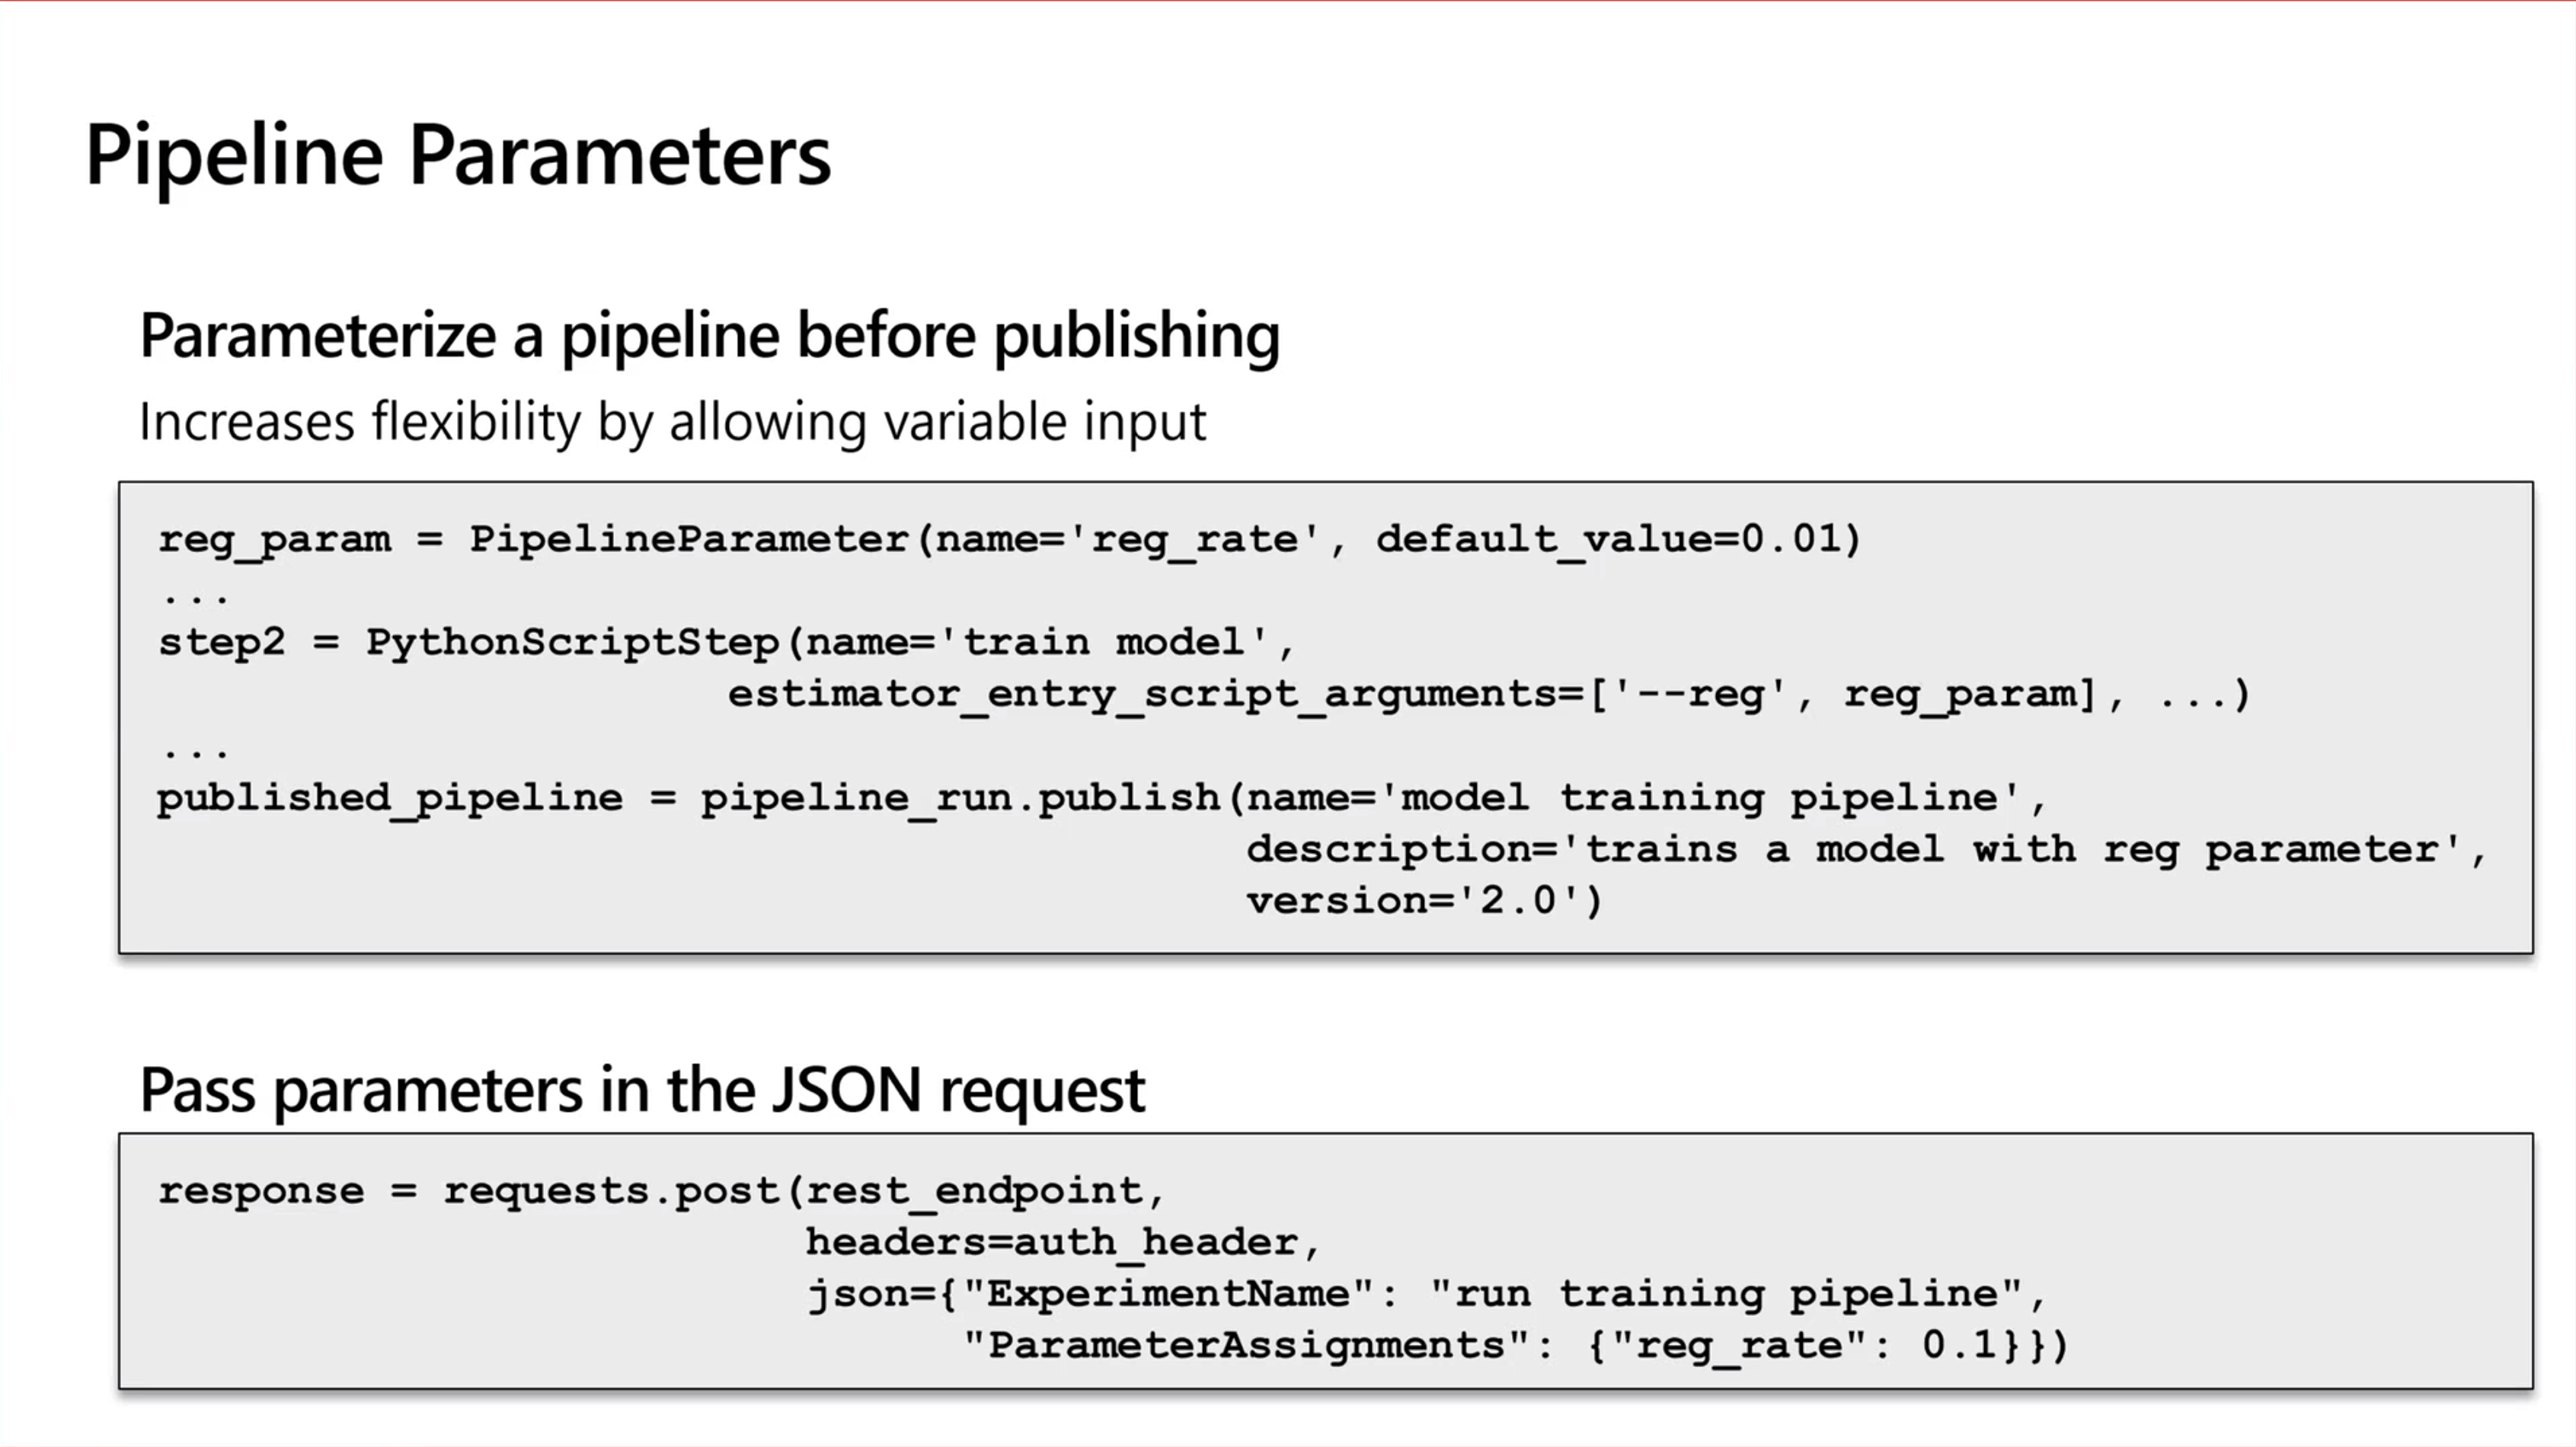 Pipeline Parameters
Parameterize a pipeline before publishing
Increases flexibility by allowing variable input
reg_param = PipelineParameter(name='reg_rate', default_value=0.01)
...
step2 = PythonScriptStep(name='train model',
estimator_entry_script_arguments=['--reg', reg_param], ...)
...
published_pipeline = pipeline_run.publish(name='model training pipeline',
description='trains a model with reg parameter',
version='2.0')
Pass parameters in the JSON request
response = requests.post(rest_endpoint,
headers=auth_header,
json={"ExperimentName": "run training pipeline",
"ParameterAssignments": {"reg_rate": 0.1}})